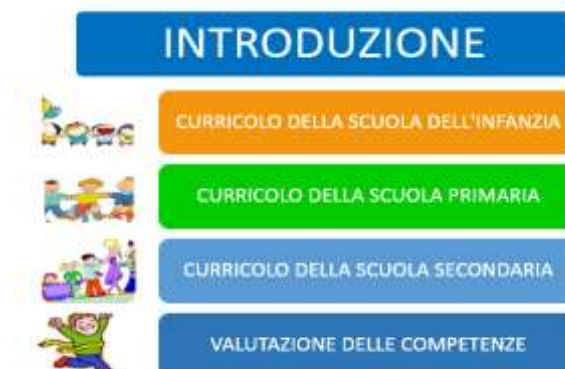 INTRODUZIONE
CURRICOLO DELLA SCUOLA DELL'INFANZIA
CURRICOLO DELLA SCUOLA PRIMARIA
CURRICOLO DELLA SCUOLA SECONDARIA
VALUTAZIONE DELLE COMPETENZE